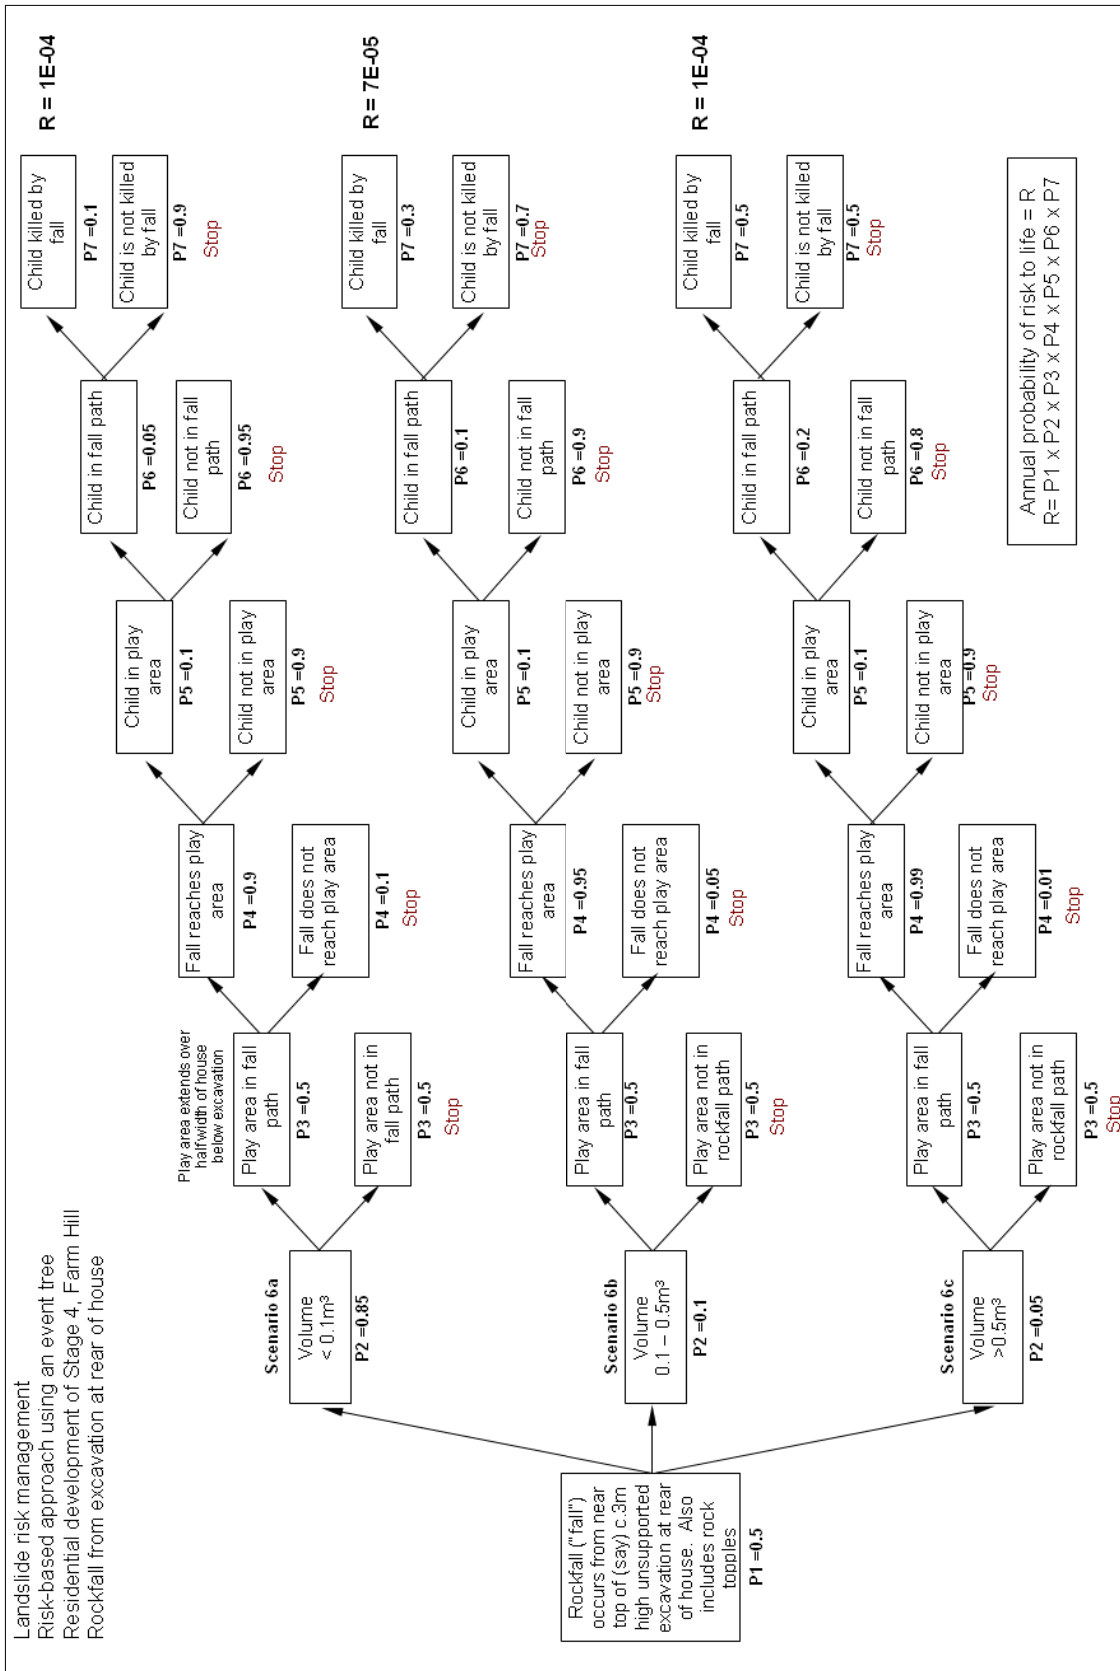 Landslide risk management
Risk-based approach using an event tree
Residential development of Stage 4, Farm Hill
Rockfall from excavation at rear of house
Rockfall ("fall")
occurs from near
top of (say) c.3m
high unsupported
excavation at rear
of house. Also
includes rock
topples
P1 =0.5
Scenario 6a
Volume
< 0.1m³
P2 =0.85
Play area extends over
half width of house
below excavation
Play area in fall
path
P3 =0.5
Play area not in
fall path
P3 =0.5
Stop
Fall reaches play
area
P4 =0.9
Fall does not
reach play area
P4 =0.1
Stop
Child in play
area
P5 =0.1
Child not in play
area
P5 =0.9
Stop
Child in fall path
P6 =0.05
Child not in fall
path
P6 =0.95
Stop
Child killed by
fall
P7 =0.1
Child is not killed
by fall
P7 =0.9
Stop
R = 1E-04
Scenario 6b
Volume
0.1 – 0.5m³
P2 =0.1
Play area in fall
path
P3 =0.5
Play area not in
rockfall path
P3 =0.5
Stop
Fall reaches play
area
P4 =0.95
Fall does not
reach play area
P4 =0.05
Stop
Child in play
area
P5 =0.1
Child not in play
area
P5 =0.9
Stop
Child in fall path
P6 =0.1
Child not in fall
path
P6 =0.9
Stop
Child killed by
fall
P7 =0.3
Child is not killed
by fall
P7 =0.7
Stop
R = 7E-05
Scenario 6c
Volume
>0.5m³
P2 =0.05
Play area in fall
path
P3 =0.5
Play area not in
rockfall path
P3 =0.5
Stop
Fall reaches play
area
P4 =0.99
Fall does not
reach play area
P4 =0.01
Stop
Child in play
area
P5 =0.1
Child not in play
area
P5 =0.9
Stop
Child in fall path
P6 =0.2
Child not in fall
path
P6 =0.8
Stop
Child killed by
fall
P7 =0.5
Child is not killed
by fall
P7 =0.5
Stop
R = 1E-04
Annual probability of risk to life = R
R= P1 x P2 x P3 x P4 x P5 x P6 x P7